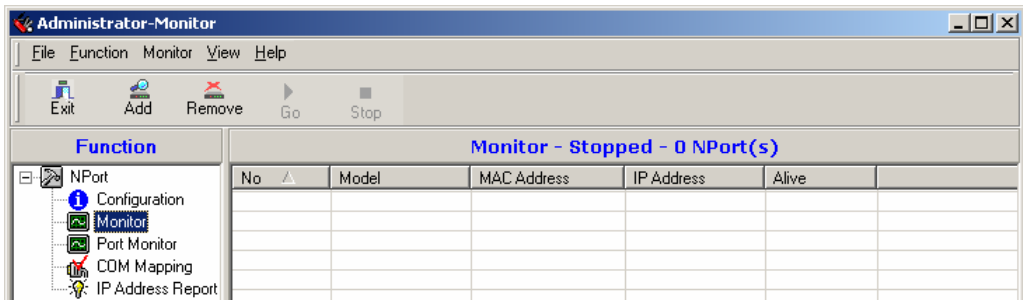 Administrator-Monitor
File Function Monitor View Help
Exit Add Remove Go Stop
Function
Monitor - Stopped - 0 NPort(s)
No Model MAC Address IP Address Alive
NPort
Configuration
Monitor
Port Monitor
COM Mapping
IP Address Report